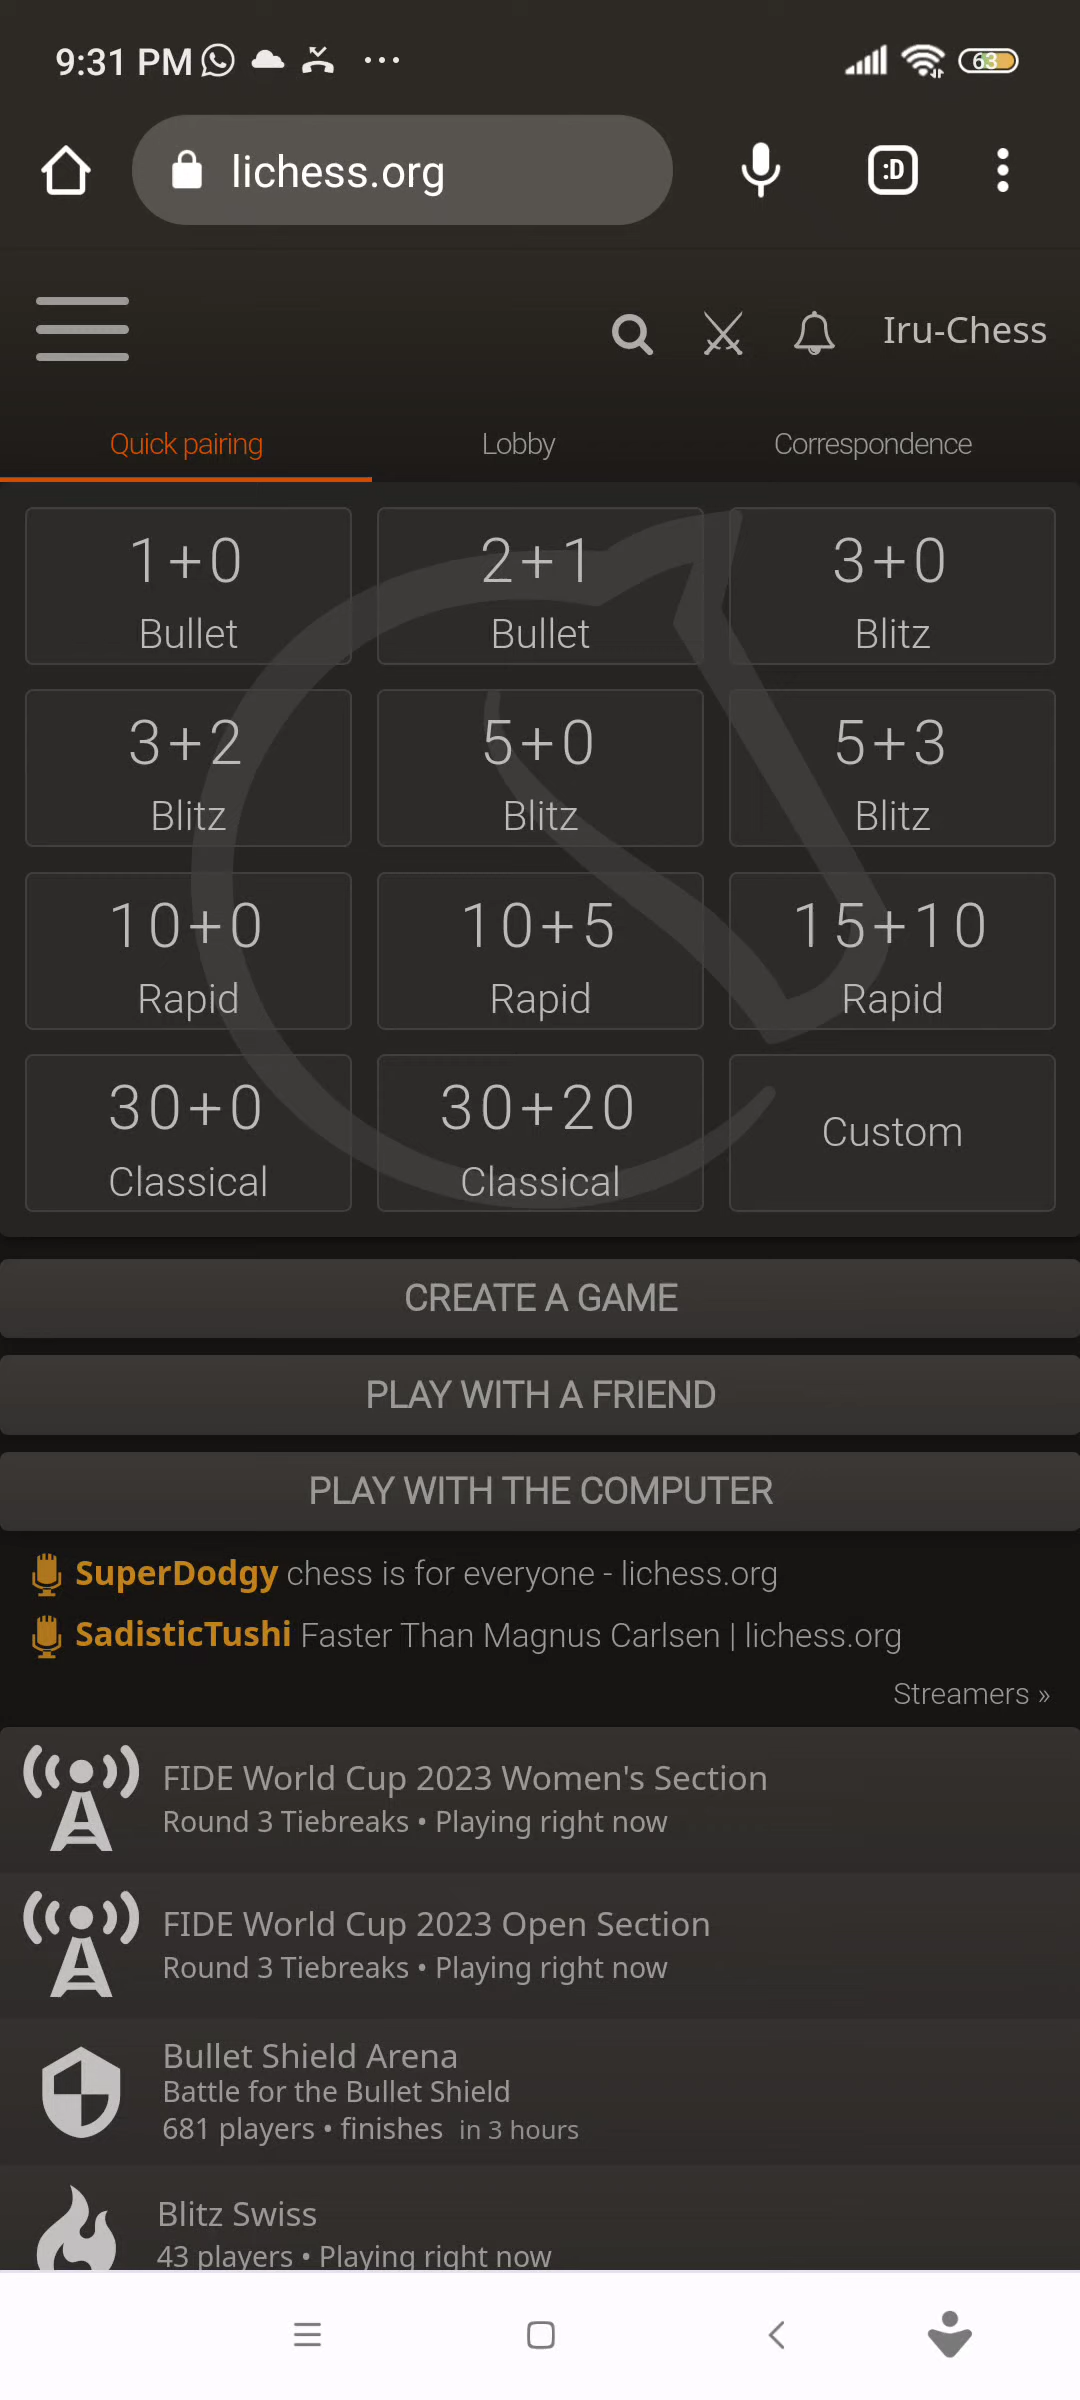 9:31 PM
63
lichess.org
:D
Iru-Chess
Quick pairing
Lobby
Correspondence
1+0
Bullet
2+1
Bullet
3+0
Blitz
3+2
Blitz
5+0
Blitz
5+3
Blitz
10+0
Rapid
10+5
Rapid
15+10
Rapid
30+0
Classical
30+20
Classical
Custom
CREATE A GAME
PLAY WITH A FRIEND
PLAY WITH THE COMPUTER
SuperDodgy chess is for everyone - lichess.org
SadisticTushi Faster Than Magnus Carlsen | lichess.org
Streamers »
FIDE World Cup 2023 Women's Section
Round 3 Tiebreaks • Playing right now
FIDE World Cup 2023 Open Section
Round 3 Tiebreaks • Playing right now
Bullet Shield Arena
Battle for the Bullet Shield
681 players • finishes in 3 hours
Blitz Swiss
43 players • Playing right now